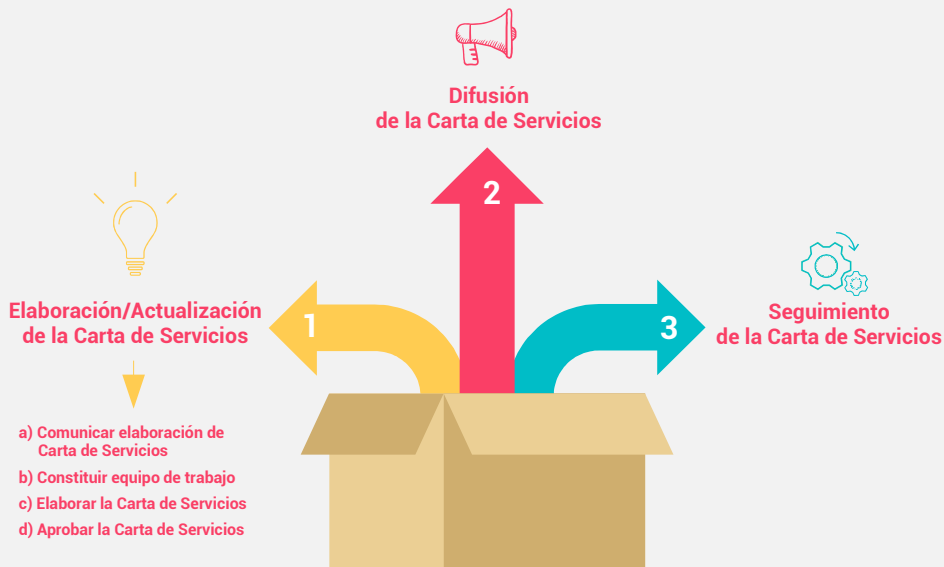 Difusión
de la Carta de Servicios
2
1
Elaboración/Actualización
de la Carta de Servicios
3
Seguimiento
de la Carta de Servicios
a) Comunicar elaboración de
Carta de Servicios
b) Constituir equipo de trabajo
c) Elaborar la Carta de Servicios
d) Aprobar la Carta de Servicios